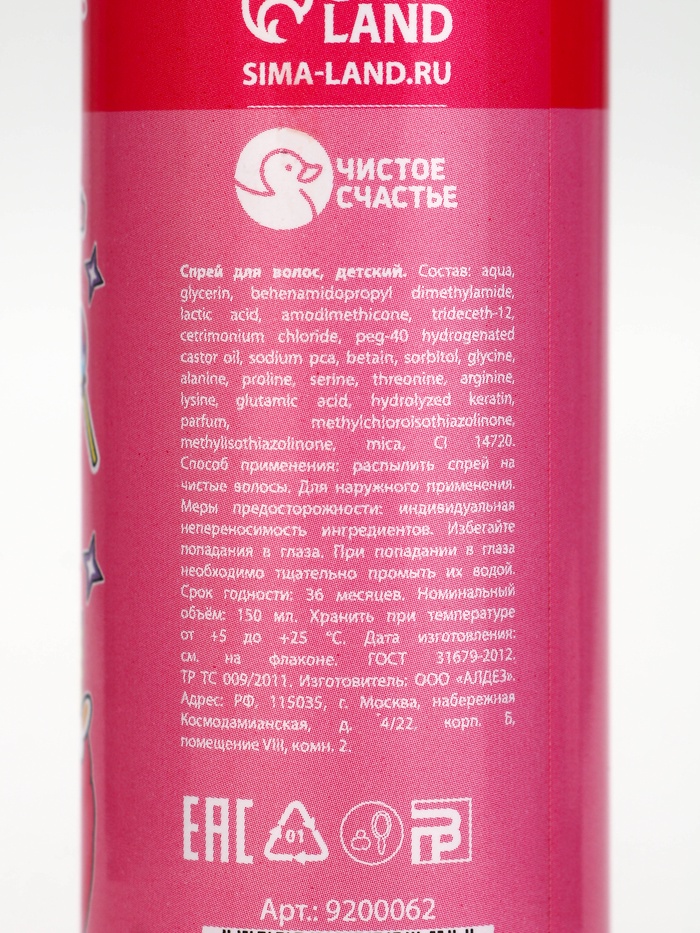 LAND
SIMA-LAND.RU
ЧИСТОЕ
СЧАСТЬЕ
Спрей для волос, детский. Состав: aqua,
glycerin, behenamidopropyl dimethylamide,
lactic acid, amodimethicone, trideceth-12,
cetrimonium chloride, peg-40 hydrogenated
castor oil, sodium pca, betain, sorbitol, glycine,
alanine, proline, serine, threonine, arginine,
lysine, glutamic acid, hydrolyzed keratin,
parfum, methylchloroisothiazolinone,
methylisothiazolinone, mica, CI 14720.
Способ применения: распылить спрей на
чистые волосы. Для наружного применения.
Меры предосторожности: индивидуальная
непереносимость ингредиентов. Избегайте
попадания в глаза. При попадании в глаза
необходимо тщательно промыть их водой.
Срок годности: 36 месяцев. Номинальный
объём: 150 мл. Хранить при температуре
от +5 до +25 °C. Дата изготовления:
см. на флаконе. ГОСТ 31679-2012.
ТР ТС 009/2011. Изготовитель: ООО «АЛДЕЗ».
Адрес: РФ, 115035, г. Москва, набережная
Космодамианская, д. 4/22, корп. Б,
помещение VIII, комн. 2.
EAC 01
Арт.: 9200062